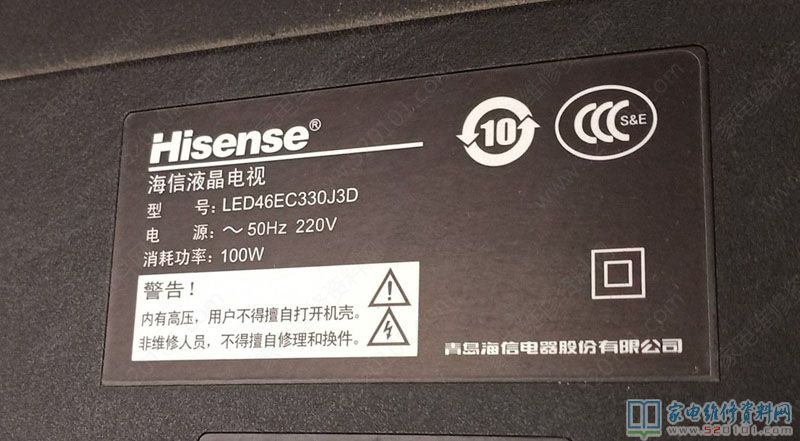 Hisense®
海信液晶电视
型 号: LED46EC330J3D
电 源: ～50Hz 220V
消耗功率: 100W
警告！
内有高压，用户不得擅自打开机壳。
非维修人员，不得擅自修理和换件。
10
CCC S&E
青岛海信电器股份有限公司
家电维修资料网
www.520101.com